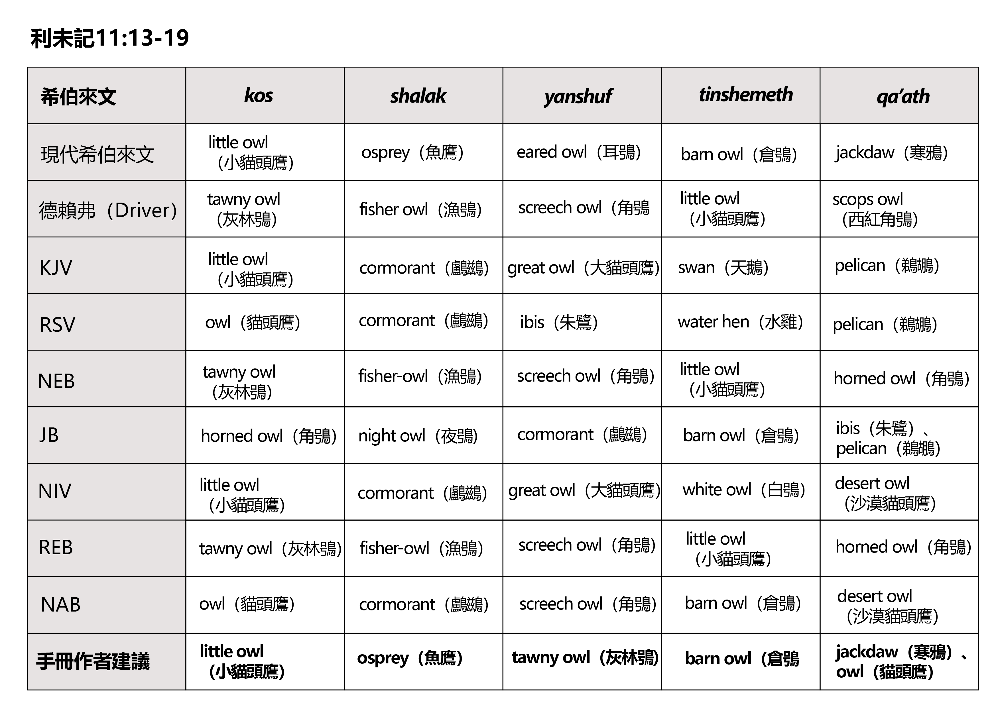 利未記11:13-19
希伯來文 kos shalak yanshuf tinshemeth qa’ath
現代希伯來文 little owl（小貓頭鷹） osprey（魚鷹） eared owl（耳鴞） barn owl（倉鴞） jackdaw（寒鴉）
德賴弗（Driver） tawny owl（灰林鴞） fisher owl（漁鴞） screech owl（角鴞 little owl（小貓頭鷹） scops owl（西紅角鴞）
KJV little owl（小貓頭鷹） cormorant（鸕鷀） great owl（大貓頭鷹） swan（天鵝） pelican（鵜鶘）
RSV owl（貓頭鷹） cormorant（鸕鷀） ibis（朱鷺） water hen（水雞） pelican（鵜鶘）
NEB tawny owl（灰林鴞） fisher-owl（漁鴞） screech owl（角鴞） little owl（小貓頭鷹） horned owl（角鴞）
JB horned owl（角鴞） night owl（夜鴞） cormorant（鸕鷀） barn owl（倉鴞） ibis（朱鷺）、pelican（鵜鶘）
NIV little owl（小貓頭鷹） cormorant（鸕鷀） great owl（大貓頭鷹） white owl（白鴞） desert owl（沙漠貓頭鷹）
REB tawny owl（灰林鴞） fisher-owl（漁鴞） screech owl（角鴞） little owl（小貓頭鷹） horned owl（角鴞）
NAB owl（貓頭鷹） cormorant（鸕鷀） screech owl（角鴞） barn owl（倉鴞） desert owl（沙漠貓頭鷹）
手冊作者建議 little owl（小貓頭鷹） osprey（魚鷹） tawny owl（灰林鴞） barn owl（倉鴞 jackdaw（寒鴉）、owl（貓頭鷹）